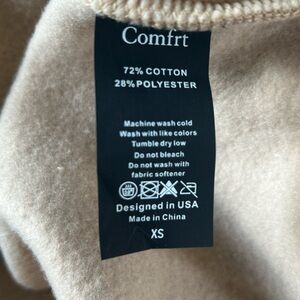 Comfrt
72% COTTON
28% POLYESTER
Machine wash cold
Wash with like colors
Tumble dry low
Do not bleach
Do not wash with
fabric softener
Designed in USA
Made in China
XS